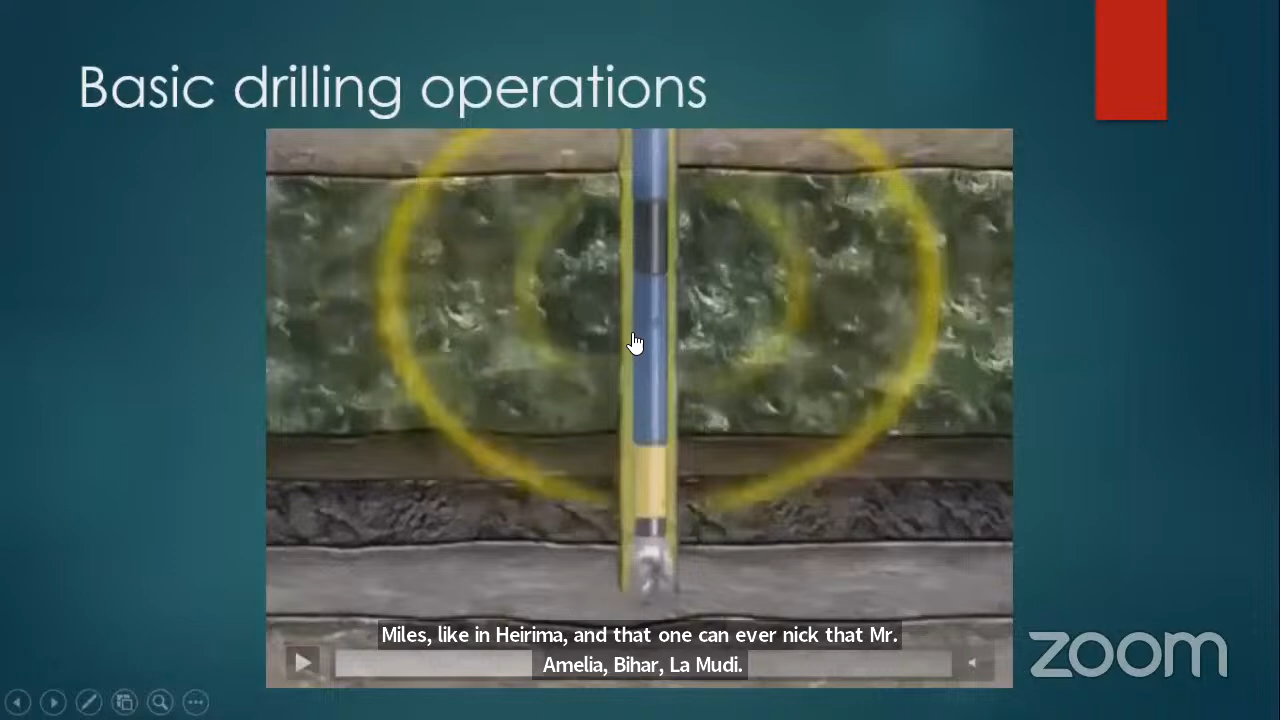 Basic drilling operations
Miles, like in Heirima, and that one can ever nick that Mr.
Amelia, Bihar, La Mudi.
zoom